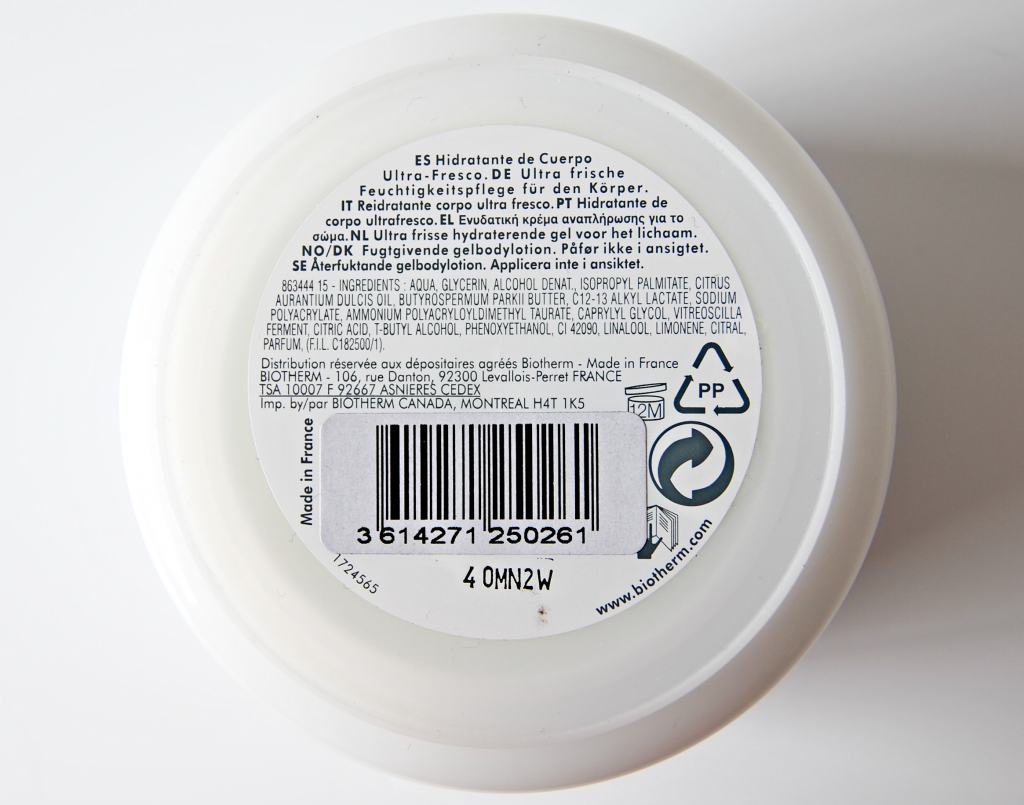 ES Hidratante de Cuerpo
Ultra-Fresco. DE Ultra frische
Feuchtigkeitspflege für den Körper.
IT Reidratante corpo ultra fresco. PT Hidratante de
corpo ultrafresco. EL Ενυδατική κρέμα αναπλήρωσης για το
σώμα. NL Ultra frisse hydraterende gel voor het lichaam.
NO/DK Fugtgivende gelbodylotion. Påfør ikke i ansigtet.
SE Återfuktande gelbodylotion. Applicera inte i ansiktet.
863444 15 - INGREDIENTS : AQUA, GLYCERIN, ALCOHOL DENAT., ISOPROPYL PALMITATE, CITRUS
AURANTIUM DULCIS OIL, BUTYROSPERMUM PARKII BUTTER, C12-13 ALKYL LACTATE, SODIUM
POLYACRYLATE, AMMONIUM POLYACRYLOYLDIMETHYL TAURATE, CAPRYLYL GLYCOL, VITREOSCILLA
FERMENT, CITRIC ACID, T-BUTYL ALCOHOL, PHENOXYETHANOL, CI 42090, LINALOOL, LIMONENE, CITRAL,
PARFUM, (F.I.L. C182500/1).
Distribution réservée aux dépositaires agréés Biotherm - Made in France
BIOTHERM - 106, rue Danton, 92300 Levallois-Perret FRANCE
TSA 10007 F 92667 ASNIERES CEDEX
Imp. by/par BIOTHERM CANADA, MONTREAL H4T 1K5
12M
PP
Made in France
3 614271 250261
1724565
4 0MN2W
www.biotherm.com